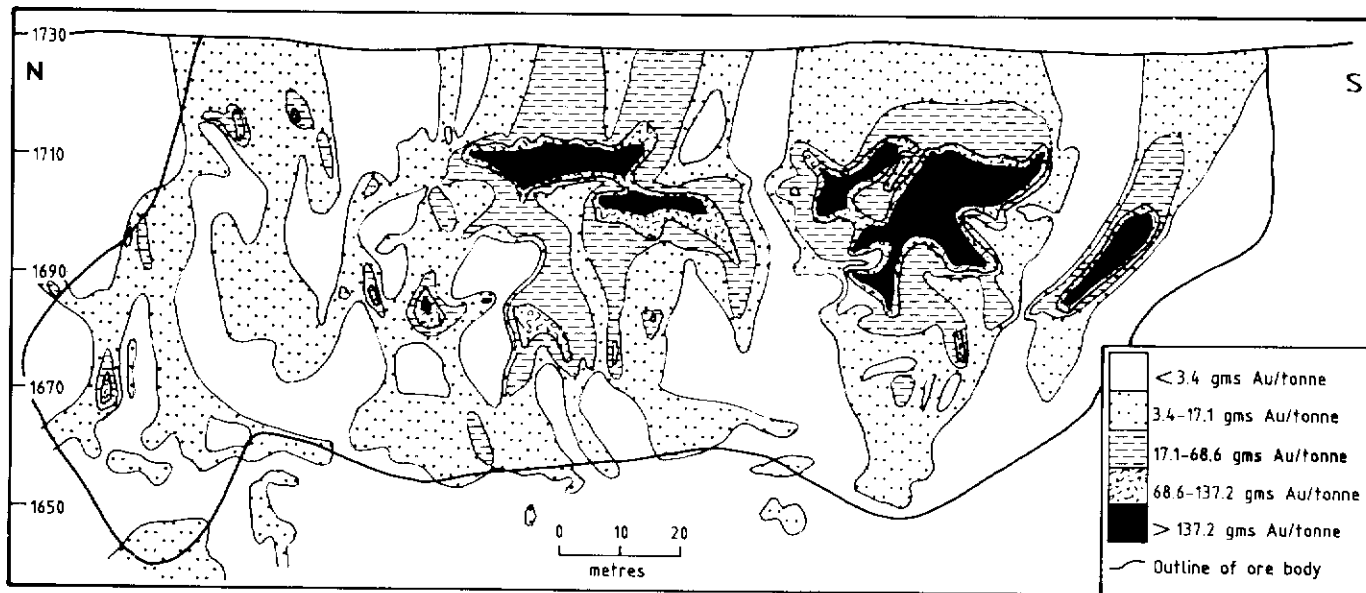 1730
N
S
1710
1690
1670
1650
0 10 20
metres
<3.4 gms Au/tonne
3.4-17.1 gms Au/tonne
17.1-68.6 gms Au/tonne
68.6-137.2 gms Au/tonne
>137.2 gms Au/tonne
Outline of ore body